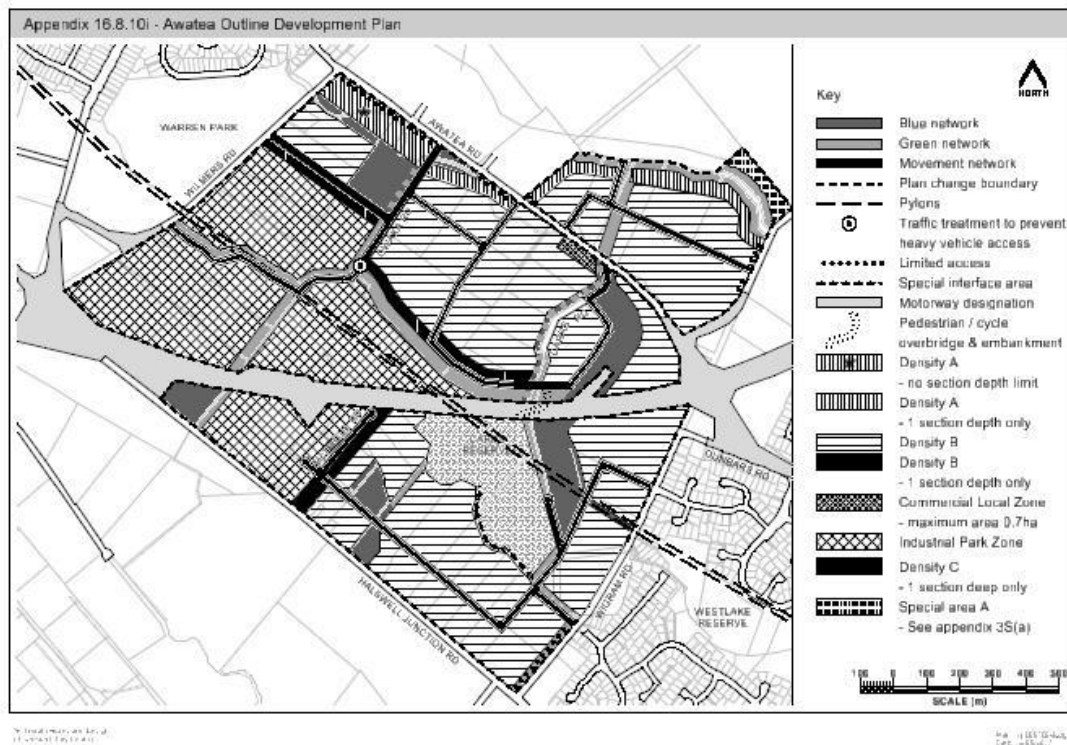 Appendix 16.8.10i - Awatea Outline Development Plan
WARREN PARK
WILMERS RD
AWATEA RD
RESERVE
DUNBARS RD
WIGRAM RD
WESTLAKE
RESERVE
HALSWELL JUNCTION RD
NORTH
Key
Blue network
Green network
Movement network
Plan change boundary
Pylons
Traffic treatment to prevent
heavy vehicle access
Limited access
Special interface area
Motorway designation
Pedestrian / cycle
overbridge & embankment
Density A
- no section depth limit
Density A
- 1 section depth only
Density B
Density B
- 1 section depth only
Commercial Local Zone
- maximum area 0.7ha
Industrial Park Zone
Density C
- 1 section deep only
Special area A
- See appendix 3S(a)
100 0 100 200 300 400 500
SCALE (m)